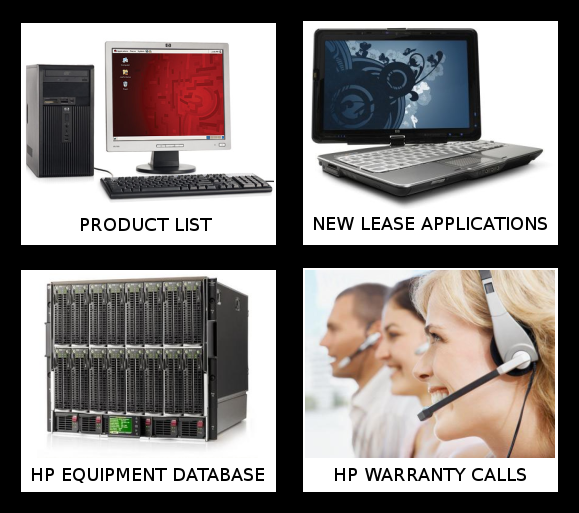 PRODUCT LIST
NEW LEASE APPLICATIONS
HP EQUIPMENT DATABASE
HP WARRANTY CALLS